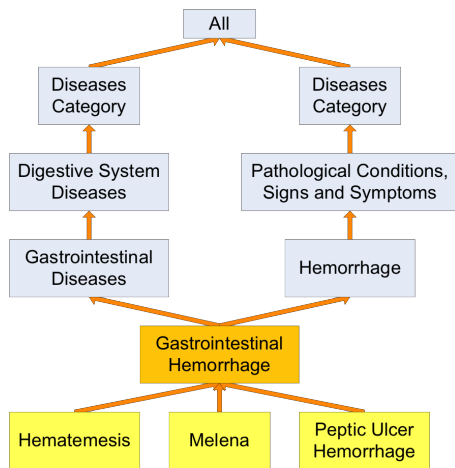 All
Diseases
Category
Diseases
Category
Digestive System
Diseases
Pathological Conditions,
Signs and Symptoms
Gastrointestinal
Diseases
Hemorrhage
Gastrointestinal
Hemorrhage
Hematemesis
Melena
Peptic Ulcer
Hemorrhage